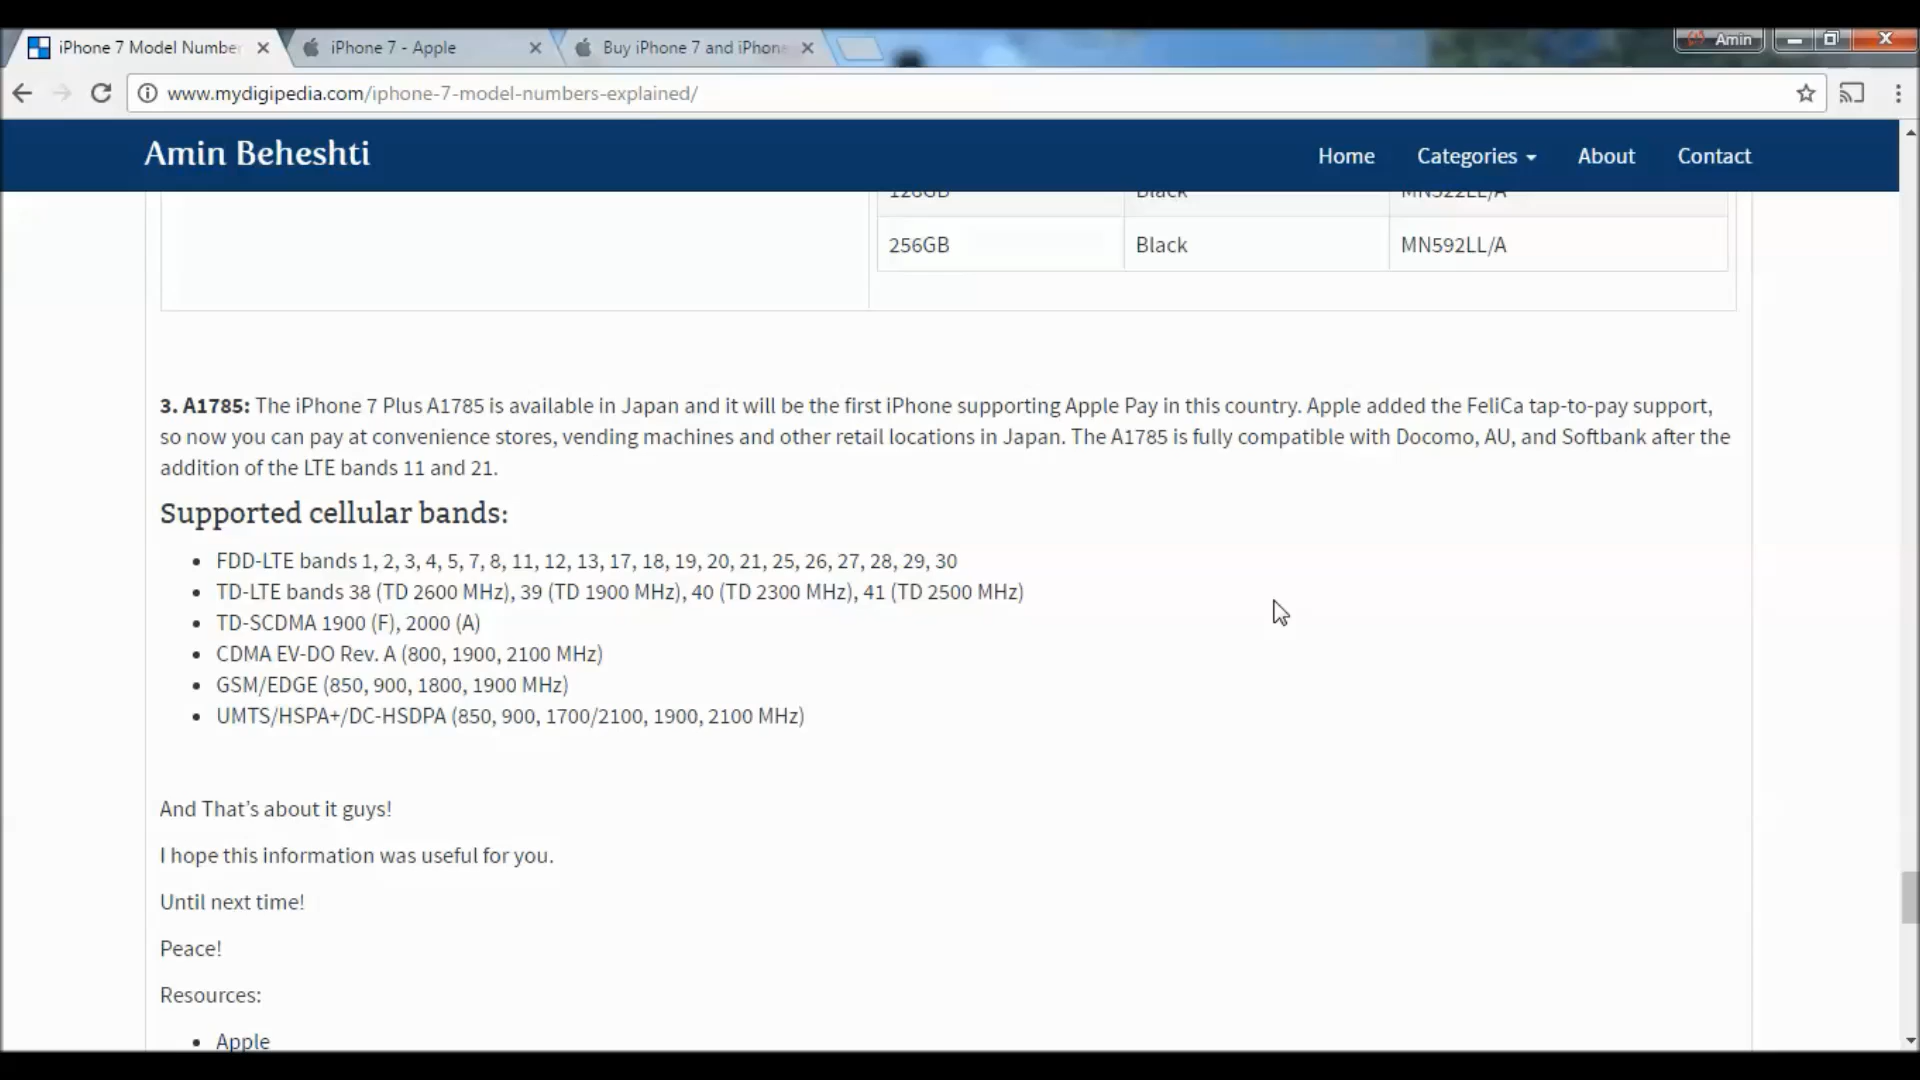 iPhone 7 Model Number
iPhone 7 - Apple
Buy iPhone 7 and iPhon
Amin
www.mydigipedia.com/iphone-7-model-numbers-explained/
Amin Beheshti
Home
Categories
About
Contact
128GB Black MN522LL/A
256GB Black MN592LL/A
3. A1785: The iPhone 7 Plus A1785 is available in Japan and it will be the first iPhone supporting Apple Pay in this country. Apple added the FeliCa tap-to-pay support,
so now you can pay at convenience stores, vending machines and other retail locations in Japan. The A1785 is fully compatible with Docomo, AU, and Softbank after the
addition of the LTE bands 11 and 21.
Supported cellular bands:
• FDD-LTE bands 1, 2, 3, 4, 5, 7, 8, 11, 12, 13, 17, 18, 19, 20, 21, 25, 26, 27, 28, 29, 30
• TD-LTE bands 38 (TD 2600 MHz), 39 (TD 1900 MHz), 40 (TD 2300 MHz), 41 (TD 2500 MHz)
• TD-SCDMA 1900 (F), 2000 (A)
• CDMA EV-DO Rev. A (800, 1900, 2100 MHz)
• GSM/EDGE (850, 900, 1800, 1900 MHz)
• UMTS/HSPA+/DC-HSDPA (850, 900, 1700/2100, 1900, 2100 MHz)
And That's about it guys!
I hope this information was useful for you.
Until next time!
Peace!
Resources:
• Apple